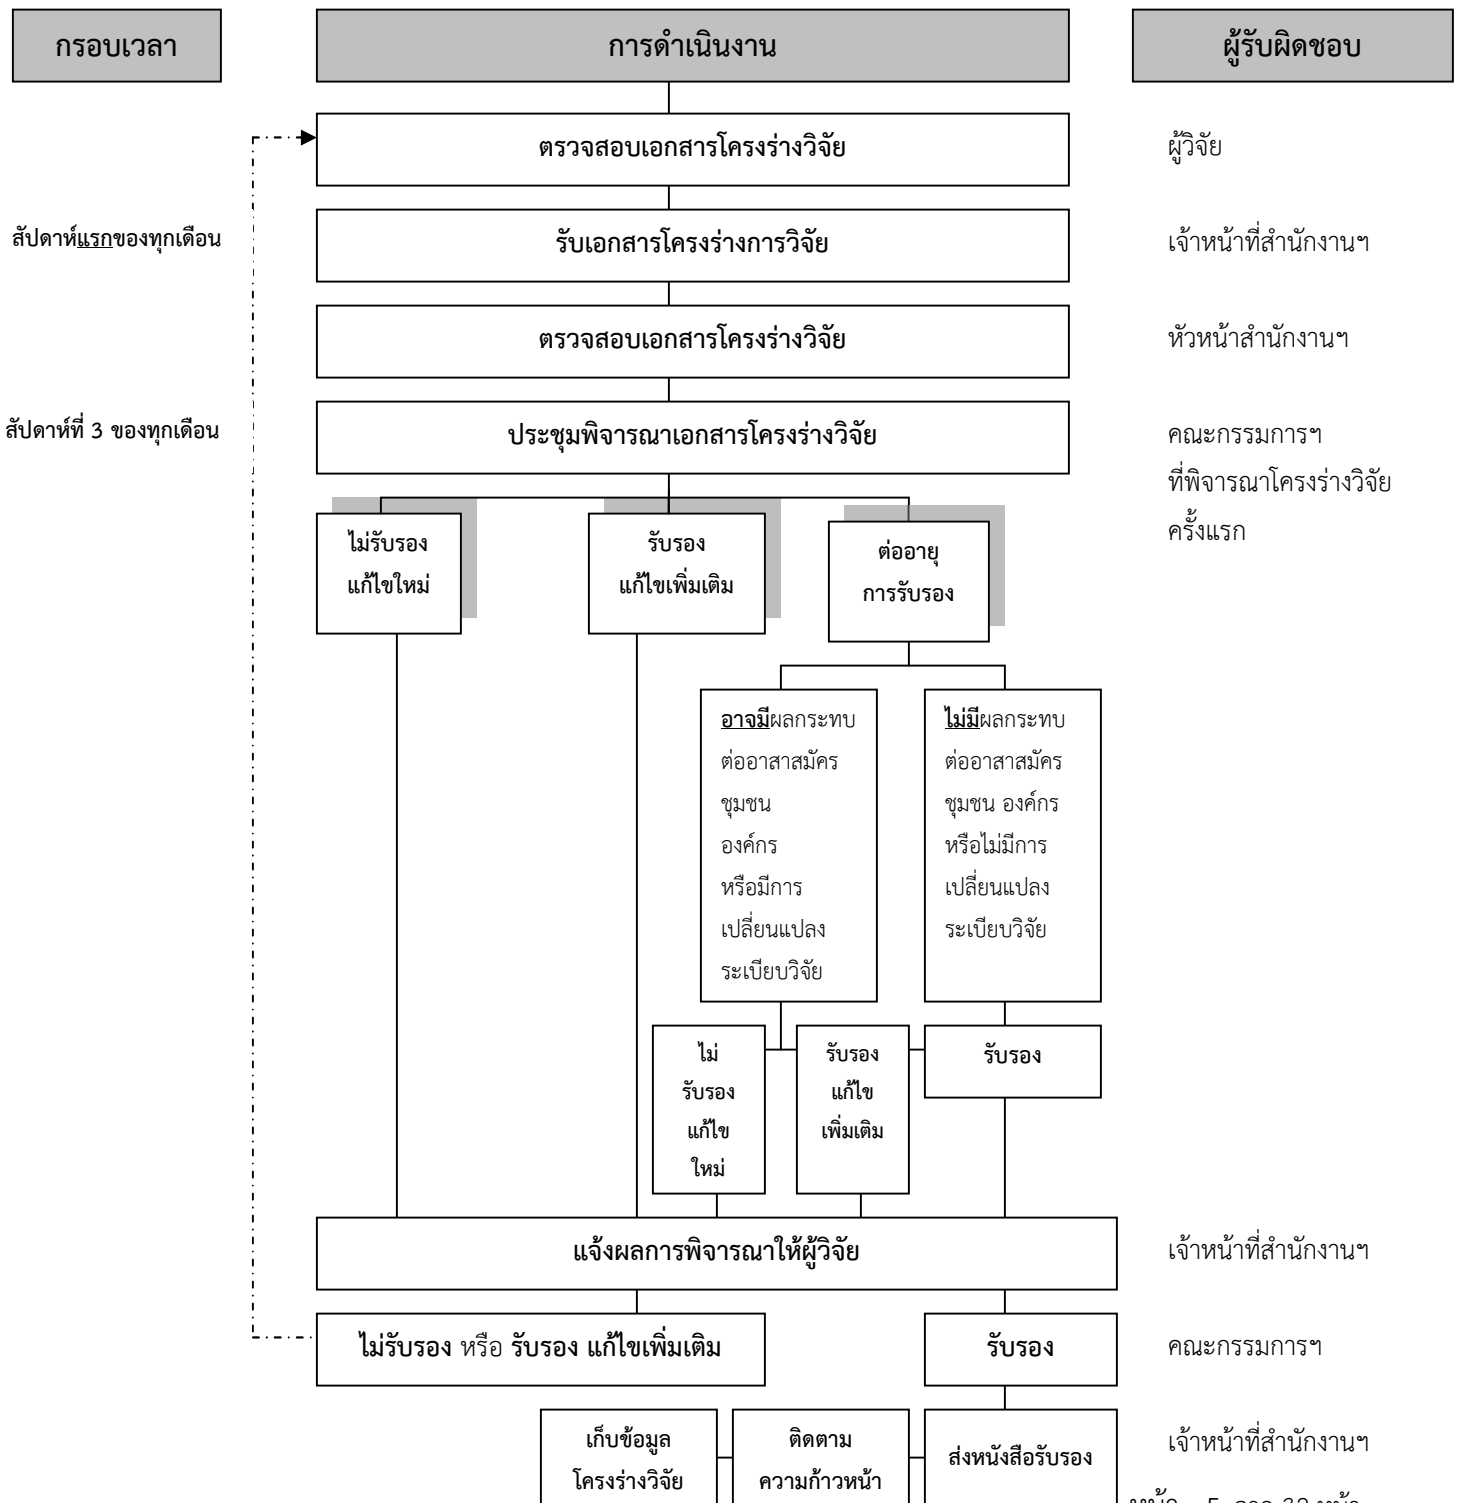 กรอบเวลา การดำเนินงาน ผู้รับผิดชอบ
ตรวจสอบเอกสารโครงร่างวิจัย ผู้วิจัย
สัปดาห์แรกของทุกเดือน รับเอกสารโครงร่างการวิจัย เจ้าหน้าที่สำนักงานฯ
ตรวจสอบเอกสารโครงร่างวิจัย หัวหน้าสำนักงานฯ
สัปดาห์ที่ 3 ของทุกเดือน ประชุมพิจารณาเอกสารโครงร่างวิจัย คณะกรรมการฯ
ที่พิจารณาโครงร่างวิจัย
ครั้งแรก
ไม่รับรอง
แก้ไขใหม่
รับรอง
แก้ไขเพิ่มเติม
ต่ออายุ
การรับรอง
อาจมีผลกระทบ
ต่ออาสาสมัคร
ชุมชน
องค์กร
หรือมีการ
เปลี่ยนแปลง
ระเบียบวิจัย
ไม่มีผลกระทบ
ต่ออาสาสมัคร
ชุมชน องค์กร
หรือไม่มีการ
เปลี่ยนแปลง
ระเบียบวิจัย
ไม่
รับรอง
แก้ไข
ใหม่
รับรอง
แก้ไข
เพิ่มเติม
รับรอง
แจ้งผลการพิจารณาให้ผู้วิจัย เจ้าหน้าที่สำนักงานฯ
ไม่รับรอง หรือ รับรอง แก้ไขเพิ่มเติม รับรอง คณะกรรมการฯ
เก็บข้อมูล
โครงร่างวิจัย
ติดตาม
ความก้าวหน้า
ส่งหนังสือรับรอง
เจ้าหน้าที่สำนักงานฯ
หน้า 5 จาก 32 หน้า